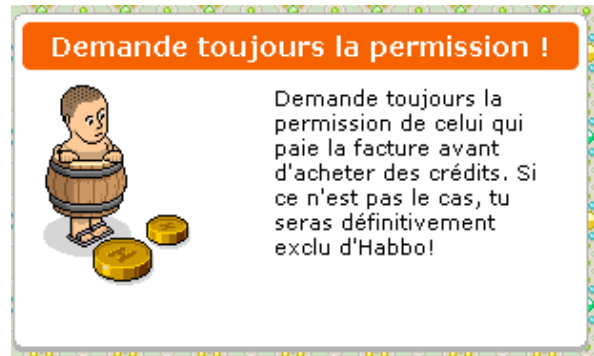 Demande toujours la permission !
Demande toujours la
permission de celui qui
paie la facture avant
d'acheter des crédits. Si
ce n'est pas le cas, tu
seras définitivement
exclu d'Habbo!